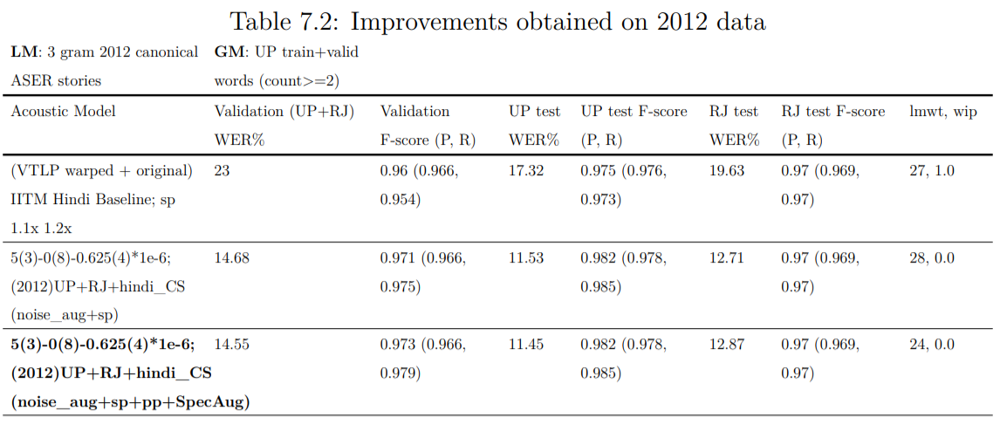 Table 7.2: Improvements obtained on 2012 data
LM: 3 gram 2012 canonical GM: UP train+valid
ASER stories words (count>=2)
Acoustic Model Validation (UP+RJ) Validation UP test UP test F-score RJ test RJ test F-score lmwt, wip
WER% F-score (P, R) WER% (P, R) WER% (P, R)
(VTLP warped + original) 23 0.96 (0.966, 17.32 0.975 (0.976, 19.63 0.97 (0.969, 27, 1.0
IITM Hindi Baseline; sp 0.954) 0.973) 0.97)
1.1x 1.2x
5(3)-0(8)-0.625(4)*1e-6; 14.68 0.971 (0.966, 11.53 0.982 (0.978, 12.71 0.97 (0.969, 28, 0.0
(2012)UP+RJ+hindi_CS 0.975) 0.985) 0.97)
(noise_aug+sp)
5(3)-0(8)-0.625(4)*1e-6; 14.55 0.973 (0.966, 11.45 0.982 (0.978, 12.87 0.97 (0.969, 24, 0.0
(2012)UP+RJ+hindi_CS 0.979) 0.985) 0.97)
(noise_aug+sp+pp+SpecAug)